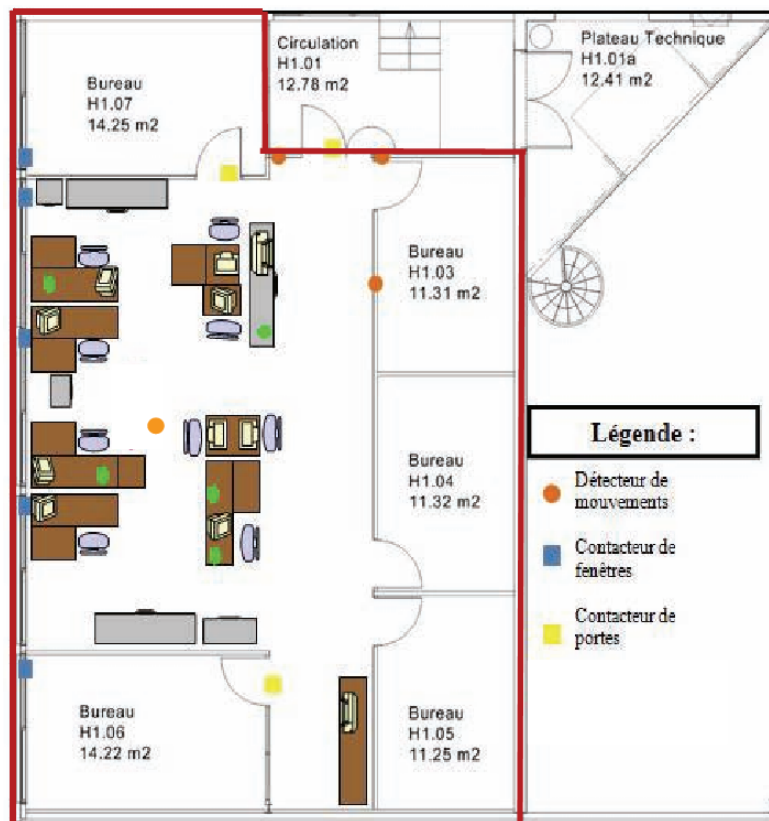 Circulation
H1.01
12.78 m2
Plateau Technique
H1.01a
12.41 m2
Bureau
H1.07
14.25 m2
Bureau
H1.03
11.31 m2
Légende :
Détecteur de
mouvements
Bureau
H1.04
11.32 m2
Contacteur de
fenêtres
Contacteur de
portes
Bureau
H1.06
14.22 m2
Bureau
H1.05
11.25 m2